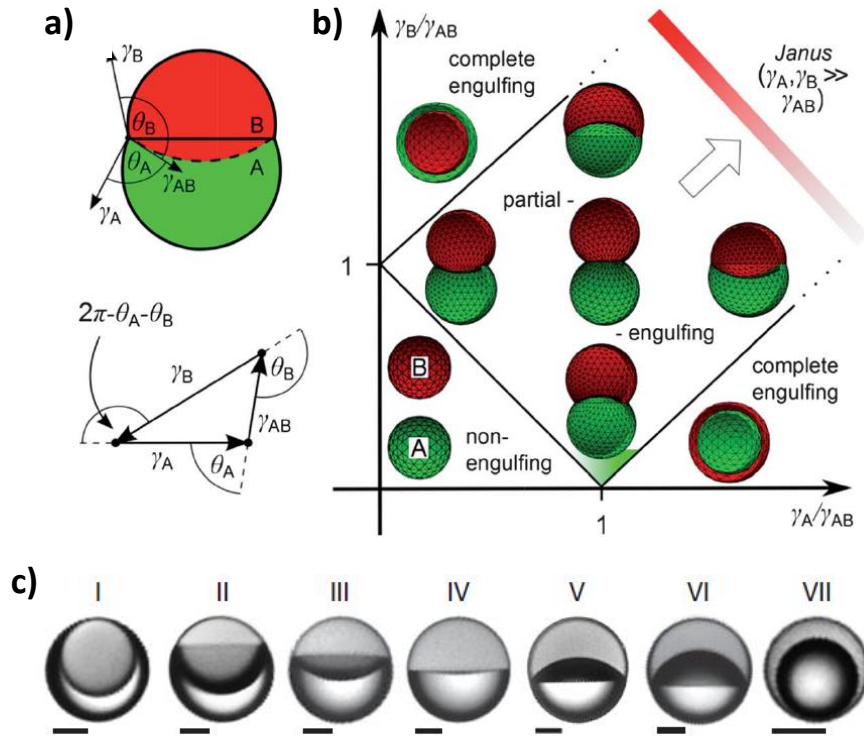 a)
γB
θB
B
θA
A
γAB
γA
2π-θA-θB
γB
θB
γAB
γA
θA
b)
γB/γAB
complete
engulfing
Janus
(γA,γB >>
γAB)
partial -
1
- engulfing
B
A
non-
engulfing
complete
engulfing
1
γA/γAB
c)
I II III IV V VI VII